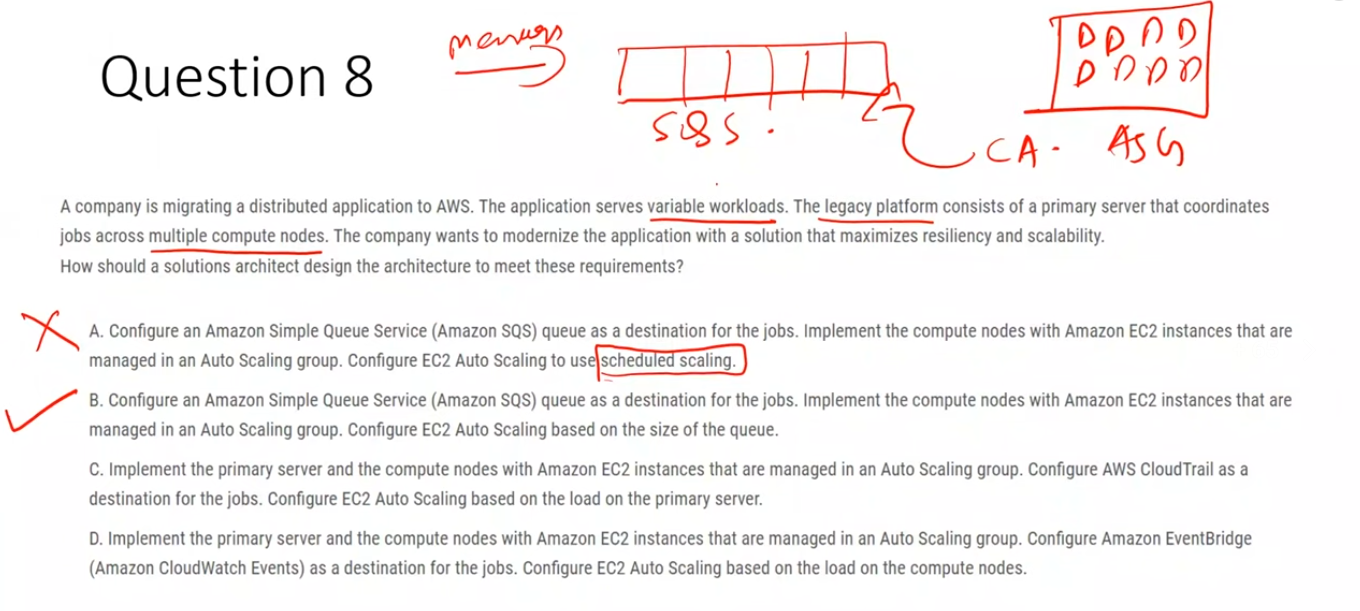 Question 8
SQS.
CA. ASG
A company is migrating a distributed application to AWS. The application serves variable workloads. The legacy platform consists of a primary server that coordinates
jobs across multiple compute nodes. The company wants to modernize the application with a solution that maximizes resiliency and scalability.
How should a solutions architect design the architecture to meet these requirements?
A. Configure an Amazon Simple Queue Service (Amazon SQS) queue as a destination for the jobs. Implement the compute nodes with Amazon EC2 instances that are
managed in an Auto Scaling group. Configure EC2 Auto Scaling to use scheduled scaling.
B. Configure an Amazon Simple Queue Service (Amazon SQS) queue as a destination for the jobs. Implement the compute nodes with Amazon EC2 instances that are
managed in an Auto Scaling group. Configure EC2 Auto Scaling based on the size of the queue.
C. Implement the primary server and the compute nodes with Amazon EC2 instances that are managed in an Auto Scaling group. Configure AWS CloudTrail as a
destination for the jobs. Configure EC2 Auto Scaling based on the load on the primary server.
D. Implement the primary server and the compute nodes with Amazon EC2 instances that are managed in an Auto Scaling group. Configure Amazon EventBridge
(Amazon CloudWatch Events) as a destination for the jobs. Configure EC2 Auto Scaling based on the load on the compute nodes.